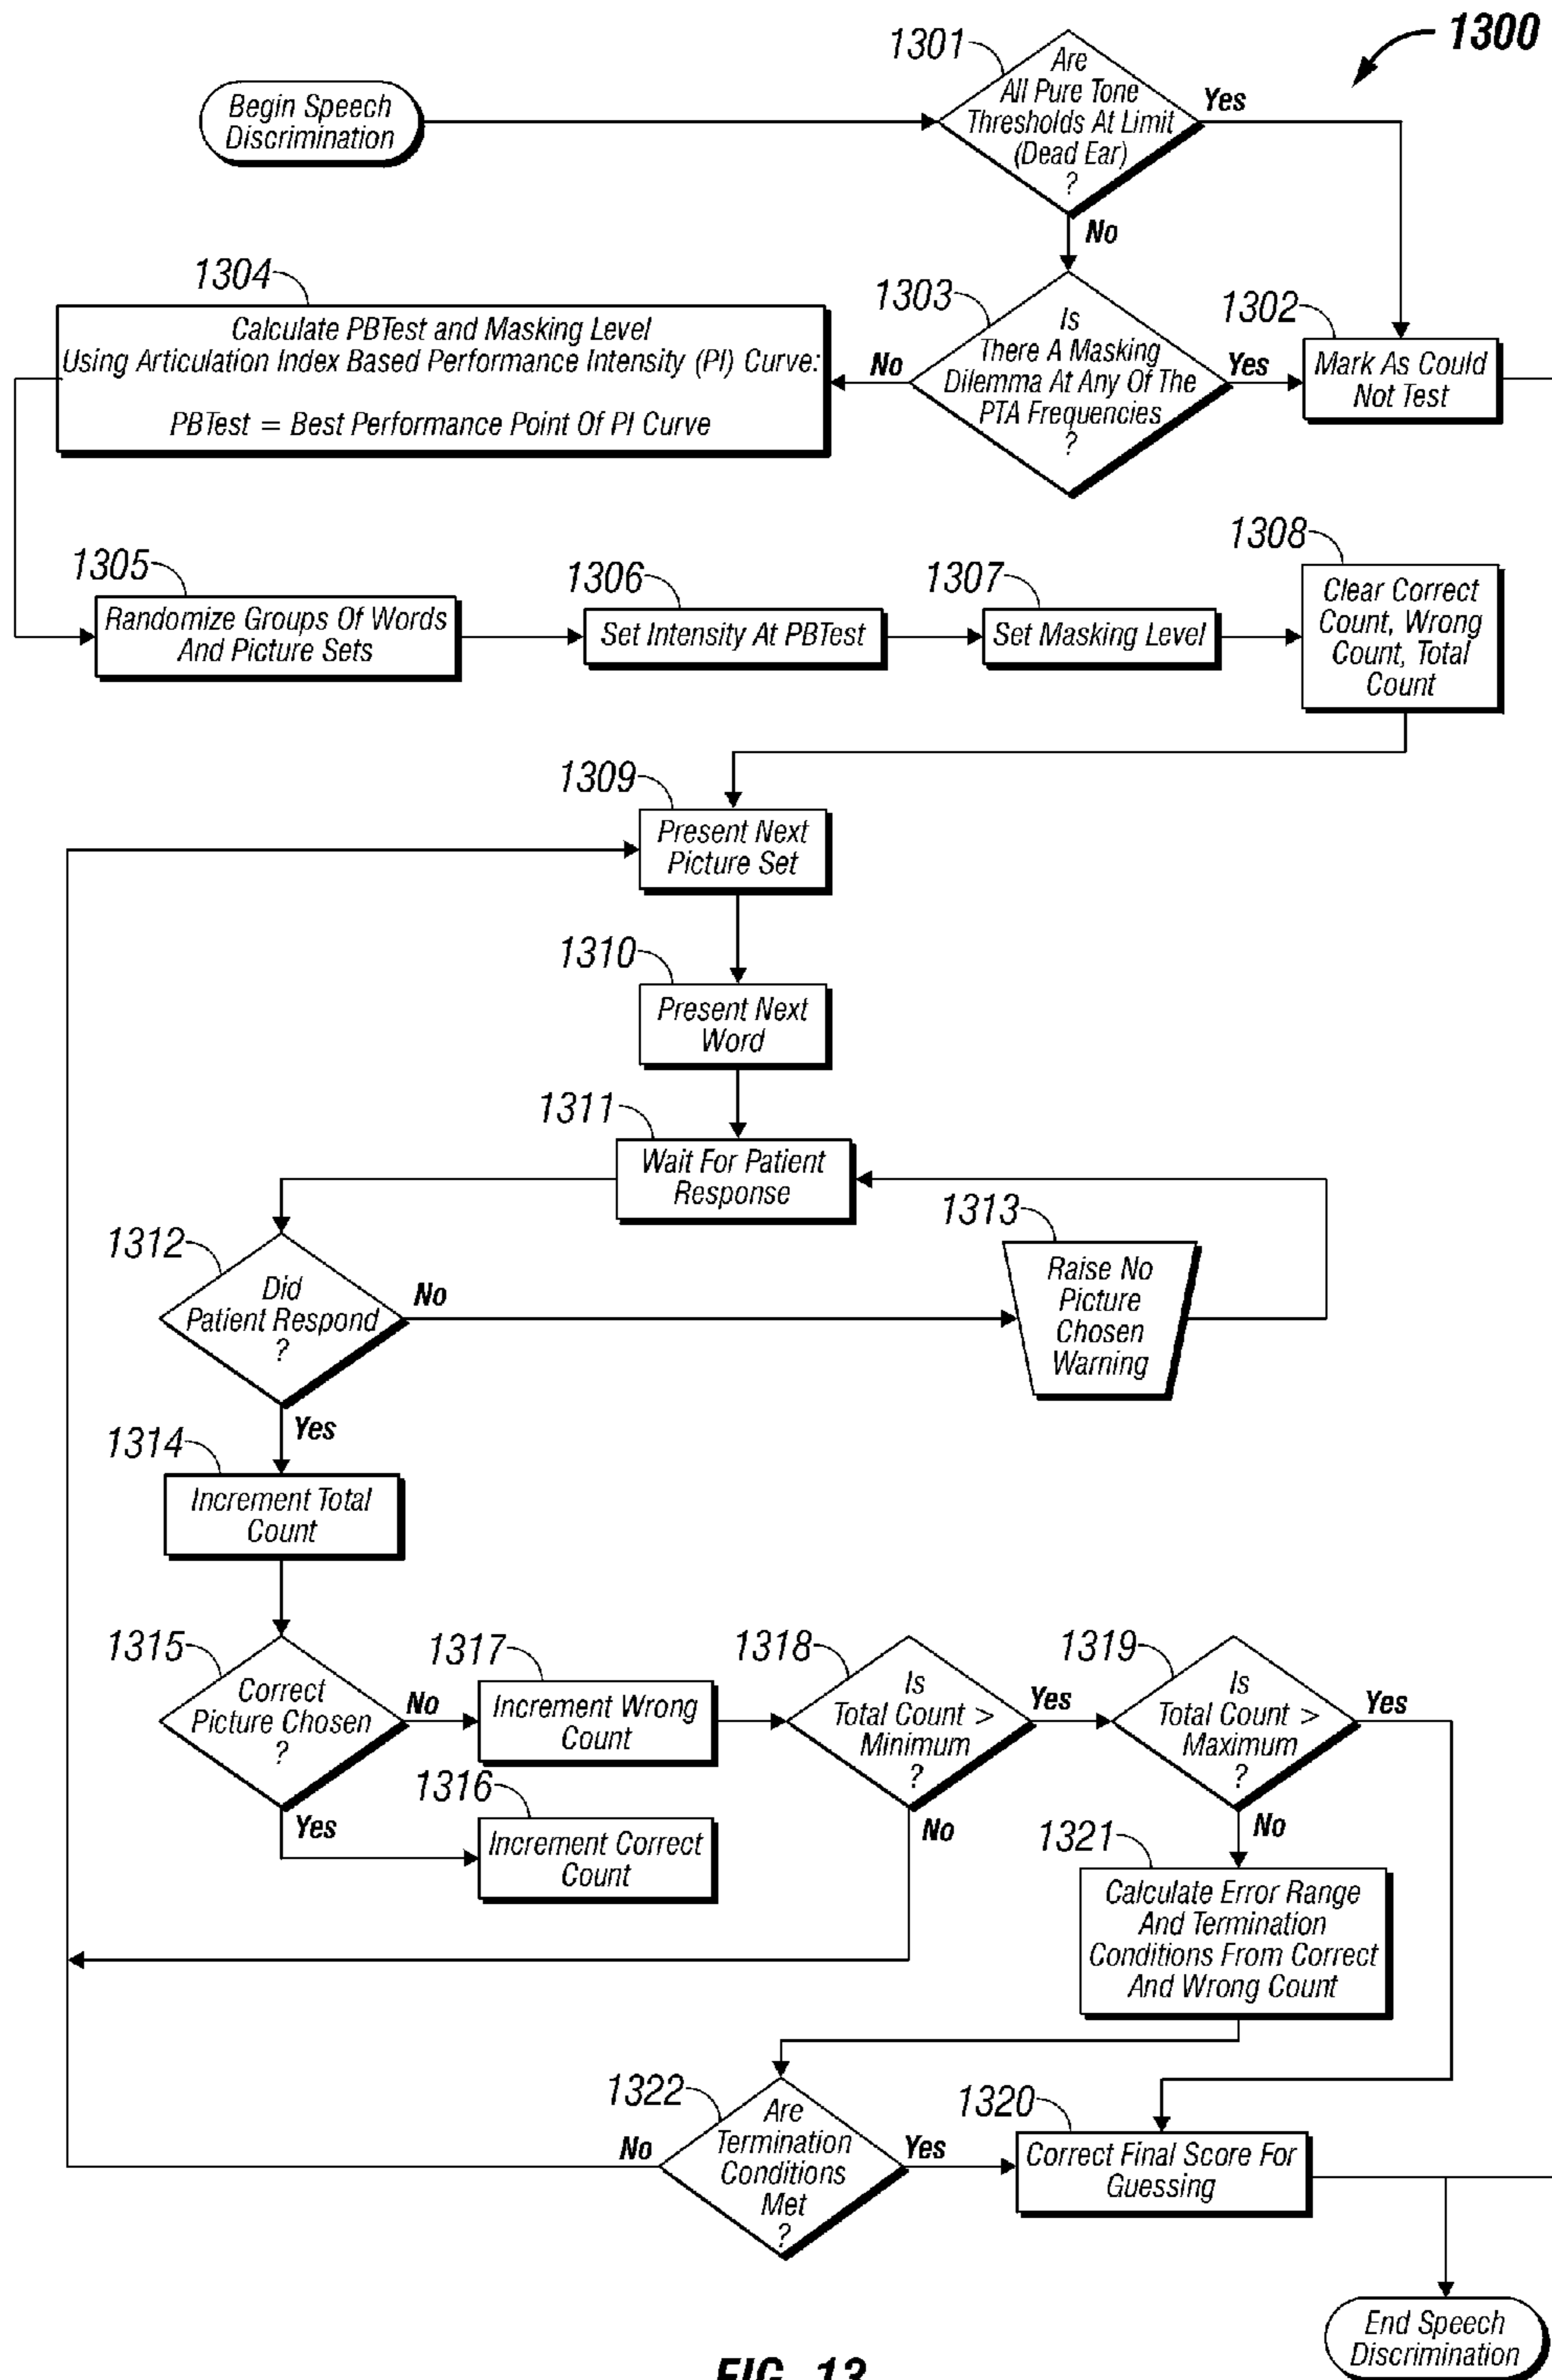 1300
1301
Are
All Pure Tone
Thresholds At Limit
(Dead Ear)
?
Yes
No
Begin Speech
Discrimination
1304
Calculate PBTest and Masking Level
Using Articulation Index Based Performance Intensity (PI) Curve:
PBTest = Best Performance Point Of PI Curve
1303
Is
There A Masking
Dilemma At Any Of The
PTA Frequencies
?
No
Yes
1302
Mark As Could
Not Test
1305
Randomize Groups Of Words
And Picture Sets
1306
Set Intensity At PBTest
1307
Set Masking Level
1308
Clear Correct
Count, Wrong
Count, Total
Count
1309
Present Next
Picture Set
1310
Present Next
Word
1311
Wait For Patient
Response
1312
Did
Patient Respond
?
No
Yes
1313
Raise No
Picture
Chosen
Warning
1314
Increment Total
Count
1315
Correct
Picture Chosen
?
No
Yes
1317
Increment Wrong
Count
1316
Increment Correct
Count
1318
Is
Total Count >
Minimum
?
Yes
No
1319
Is
Total Count >
Maximum
?
Yes
No
1321
Calculate Error Range
And Termination
Conditions From Correct
And Wrong Count
1322
Are
Termination
Conditions
Met
?
No
Yes
1320
Correct Final Score For
Guessing
End Speech
Discrimination
FIG. 13